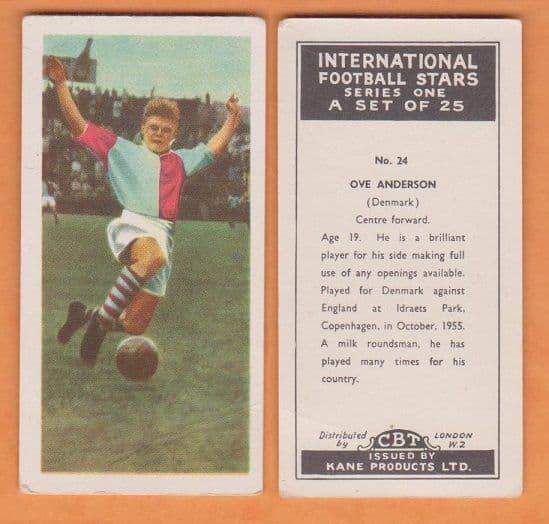 INTERNATIONAL
FOOTBALL STARS
SERIES ONE
A SET OF 25
No. 24
OVE ANDERSON
(Denmark)
Centre forward.
Age 19. He is a brilliant
player for his side making full
use of any openings available.
Played for Denmark against
England at Idraets Park,
Copenhagen, in October, 1955.
A milk roundsman, he has
played many times for his
country.
Distributed by CBT LONDON W.2
ISSUED BY
KANE PRODUCTS LTD.